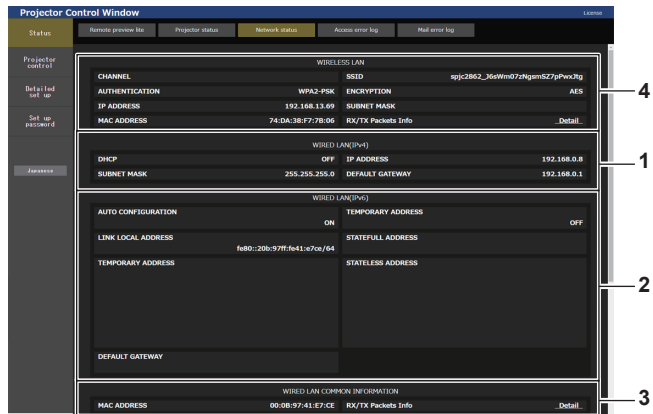 Projector Control Window
License
Status
Remote preview lite
Projector status
Network status
Access error log
Mail error log
Projector
control
Detailed
set up
Set up
password
Japanese
WIRELESS LAN
CHANNEL
SSID spjc2862_J6sWm07zNgsmSZ7pPwxJtg
AUTHENTICATION WPA2-PSK
ENCRYPTION AES
IP ADDRESS 192.168.13.69
SUBNET MASK
MAC ADDRESS 74:DA:38:F7:7B:06
RX/TX Packets Info Detail
4
WIRED LAN(IPv4)
DHCP OFF
IP ADDRESS 192.168.0.8
SUBNET MASK 255.255.255.0
DEFAULT GATEWAY 192.168.0.1
1
WIRED LAN(IPv6)
AUTO CONFIGURATION
ON
TEMPORARY ADDRESS
OFF
LINK LOCAL ADDRESS
fe80::20b:97ff:fe41:e7ce/64
STATEFULL ADDRESS
TEMPORARY ADDRESS
STATELESS ADDRESS
DEFAULT GATEWAY
2
WIRED LAN COMMON INFORMATION
MAC ADDRESS 00:0B:97:41:E7:CE
RX/TX Packets Info Detail
3